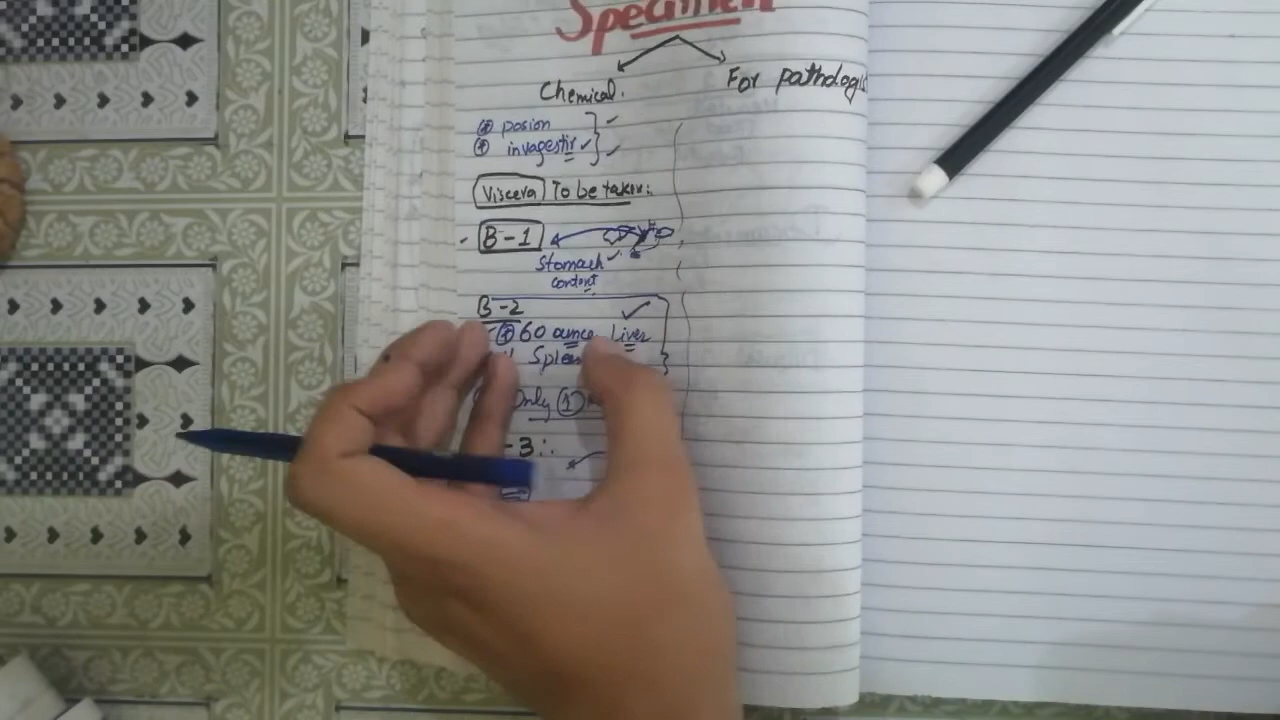 Specimen
Chemical.
For pathologis
posion
invagestir
Viscera To be taken:
B-1
Stomach
content
B-2
60 ounce Liver
Spleen
Only 1
-3: